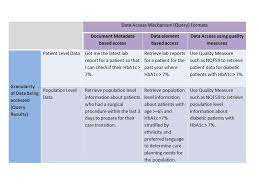 Data Access Mechanism (Query) Formats
Document Metadata
based access
Data element
based access
Data Access using quality
measures
Granularity
of Data being
accessed
(Query
Results)
Patient Level Data
Get me the latest lab
report for a patient so that
I can check if their HbA1c >
7%.
Retrieve lab reports
for a patient for the
past year where
HbA1c > 7%.
Use Quality Measure
such as NQF59 to retrieve
patient data for diabetic
patients with HbA1c > 7%.
Population Level
Data
Retrieve population level
information about patients
who had a surgical
procedure within the last 3
days to prepare for care
transitions.
Retrieve population
level information
about patients with
age >=65 and
HbA1c >7%
stratified by
ethnicity and
preferred language
to determine care
planning needs for
the population.
Use Quality Measure
such as NQF59 to retrieve
population data for
diabetic patients with
HbA1c > 7%.